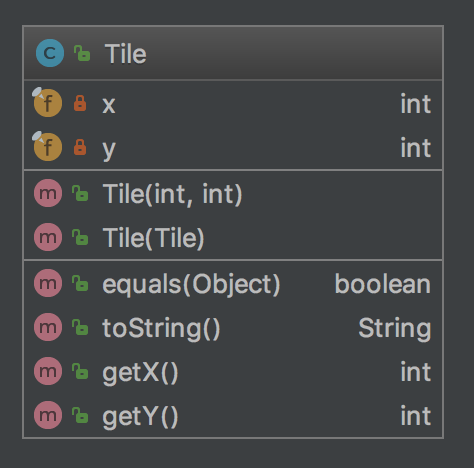 C Tile
f x int
f y int
m Tile(int, int)
m Tile(Tile)
m equals(Object) boolean
m toString() String
m getX() int
m getY() int